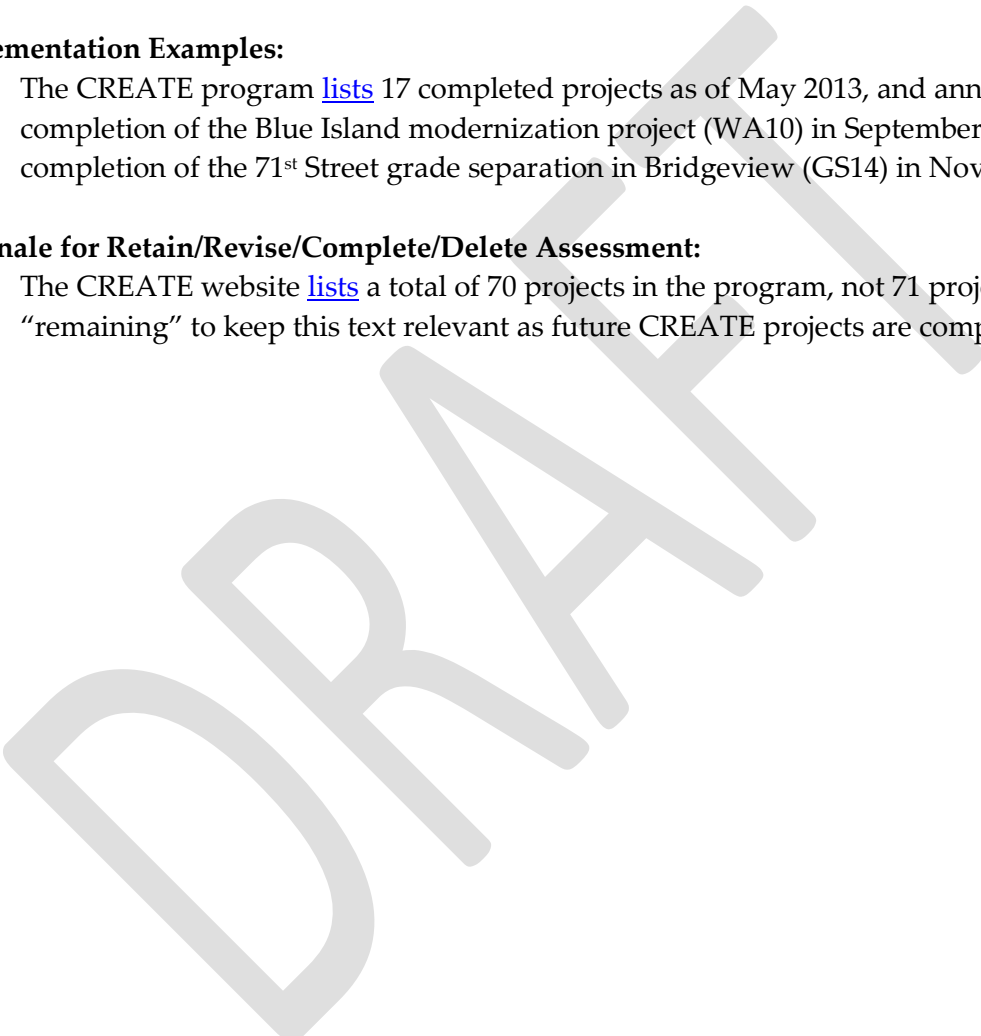 ementation Examples:
The CREATE program lists 17 completed projects as of May 2013, and ann
completion of the Blue Island modernization project (WA10) in September
completion of the 71st Street grade separation in Bridgeview (GS14) in Nov
nale for Retain/Revise/Complete/Delete Assessment:
The CREATE website lists a total of 70 projects in the program, not 71 proj
“remaining” to keep this text relevant as future CREATE projects are comp
DRAFT